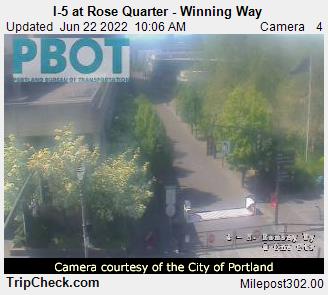 I-5 at Rose Quarter - Winning Way
Updated Jun 22 2022 10:06 AM Camera 4
PBOT
PORTLAND BUREAU OF TRANSPORTATION
Camera courtesy of the City of Portland
TripCheck.com Milepost302.00